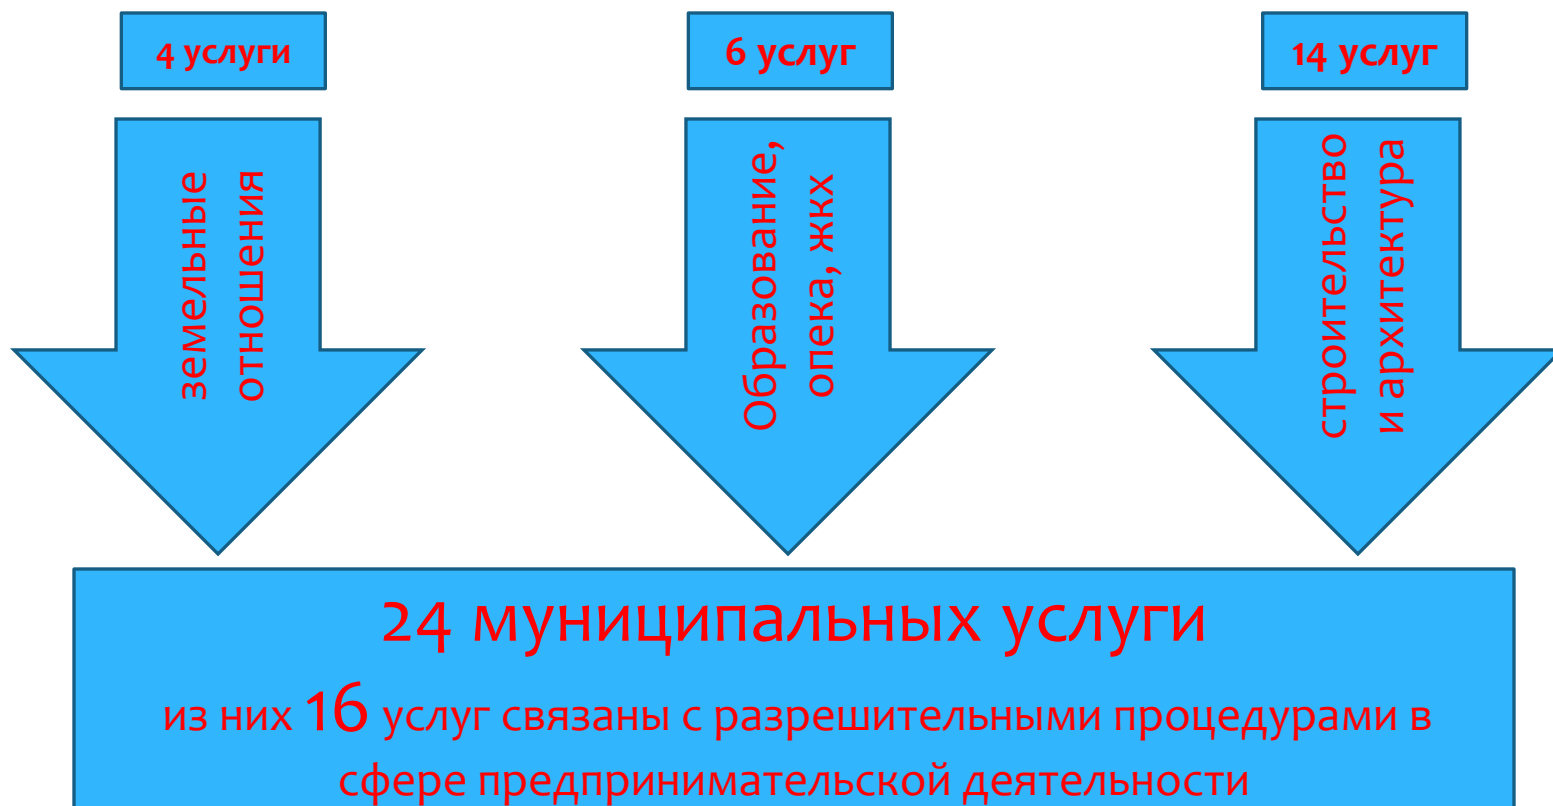 4 услуги
6 услуг
14 услуг
земельные
отношения
Образование,
опека, жкх
строительство
и архитектура
24 муниципальных услуги
из них 16 услуг связаны с разрешительными процедурами в
сфере предпринимательской деятельности